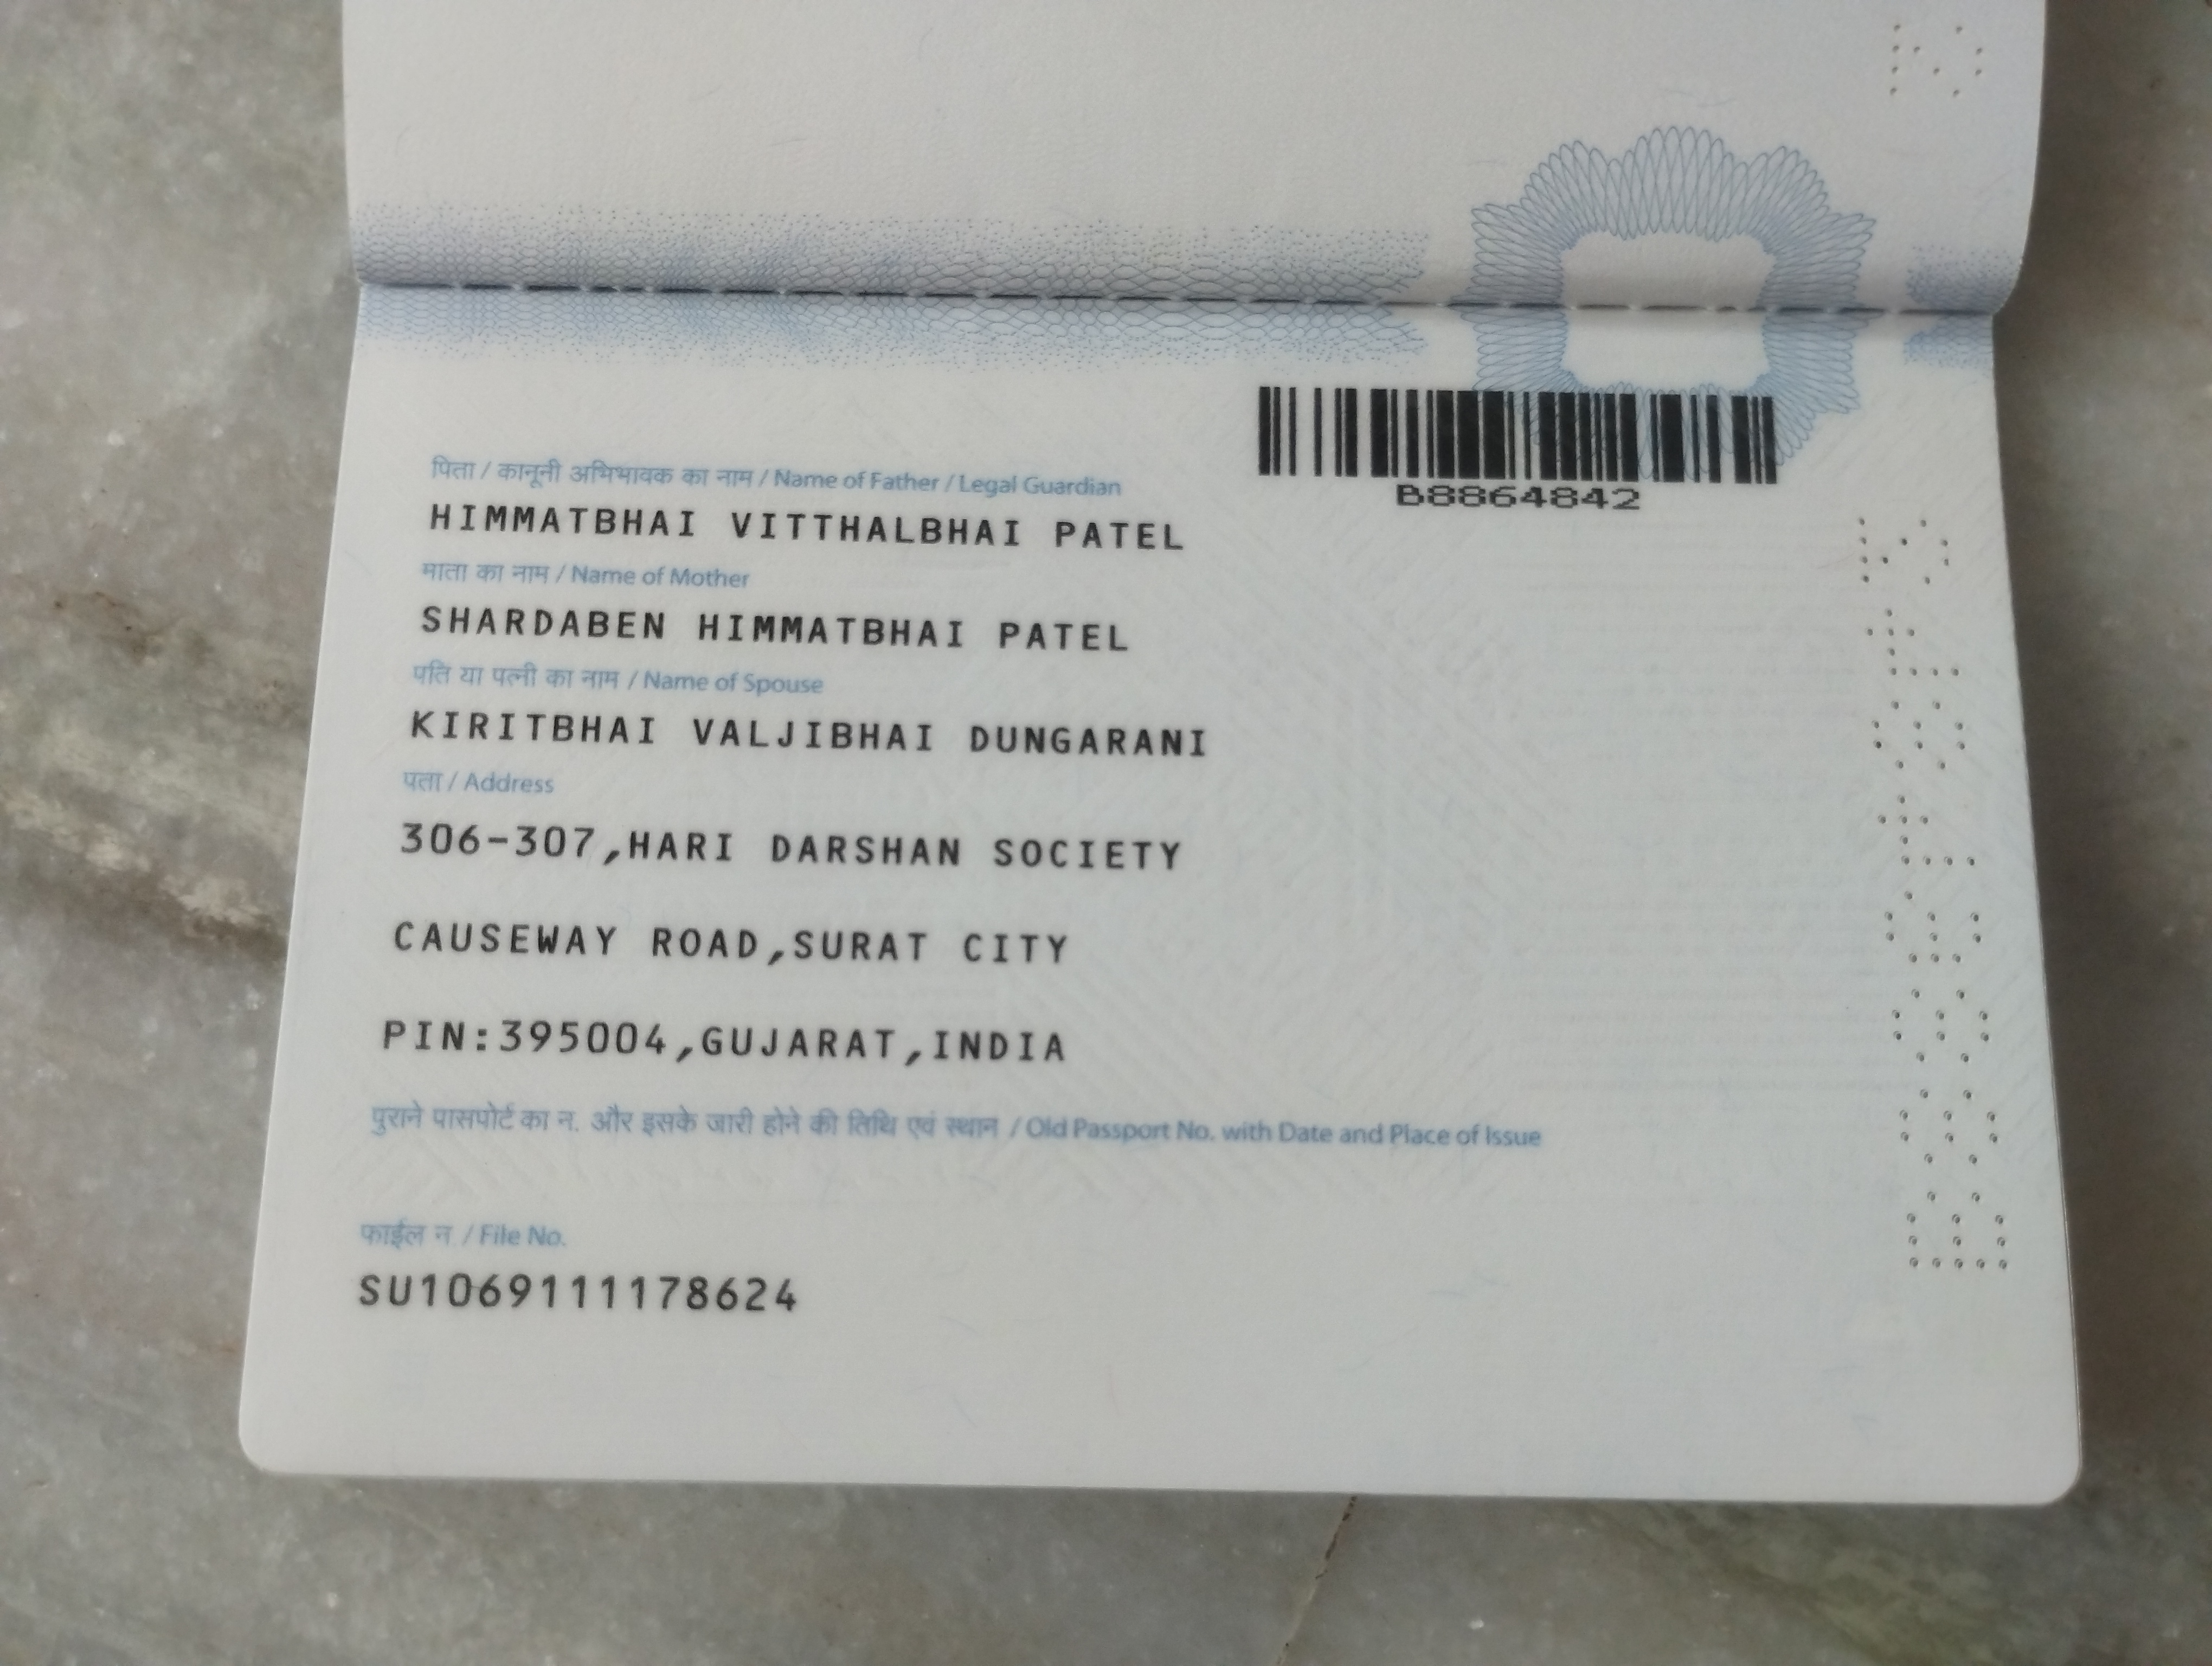 B8864842
पिता / कानूनी अभिभावक का नाम / Name of Father / Legal Guardian
HIMMATBHAI VITTHALBHAI PATEL
माता का नाम / Name of Mother
SHARDABEN HIMMATBHAI PATEL
पति या पत्नी का नाम / Name of Spouse
KIRITBHAI VALJIBHAI DUNGARANI
पता / Address
306-307,HARI DARSHAN SOCIETY
CAUSEWAY ROAD,SURAT CITY
PIN:395004,GUJARAT,INDIA
पुराने पासपोर्ट का न. और इसके जारी होने की तिथि एवं स्थान / Old Passport No. with Date and Place of Issue
फाईल न / File No.
SU1069111178624
B8864842